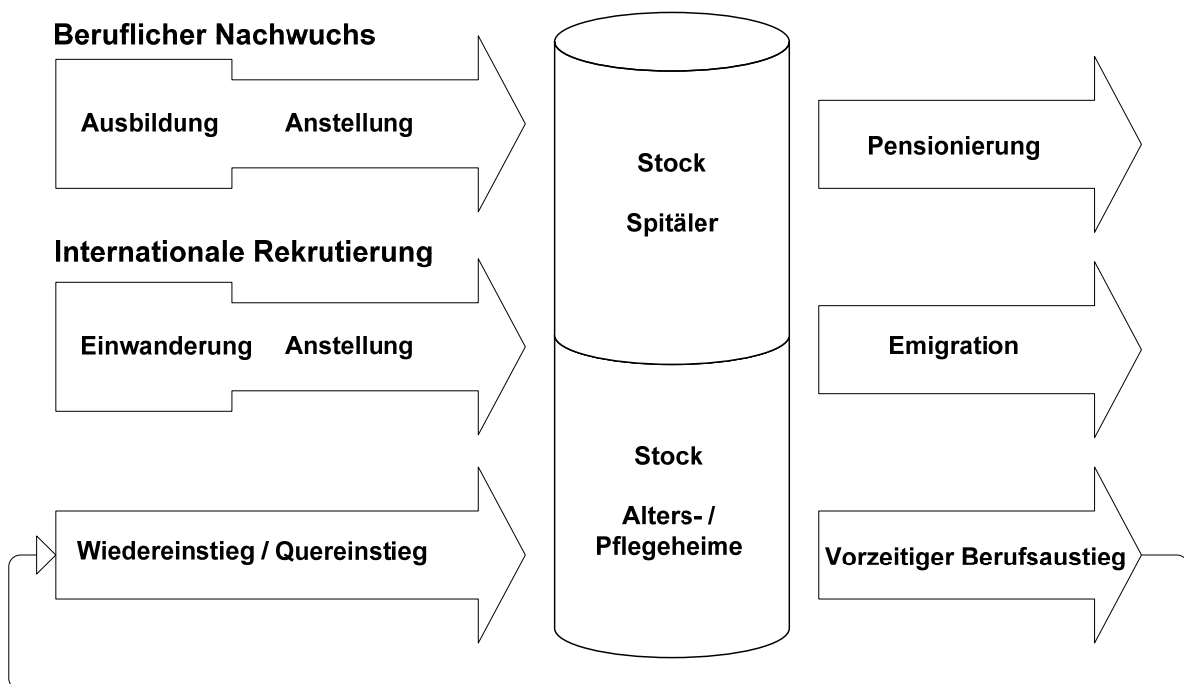 Beruflicher Nachwuchs
Ausbildung Anstellung
Internationale Rekrutierung
Einwanderung Anstellung
Wiedereinstieg / Quereinstieg
Stock
Spitäler
Stock
Alters- /
Pflegeheime
Pensionierung
Emigration
Vorzeitiger Berufsaustieg